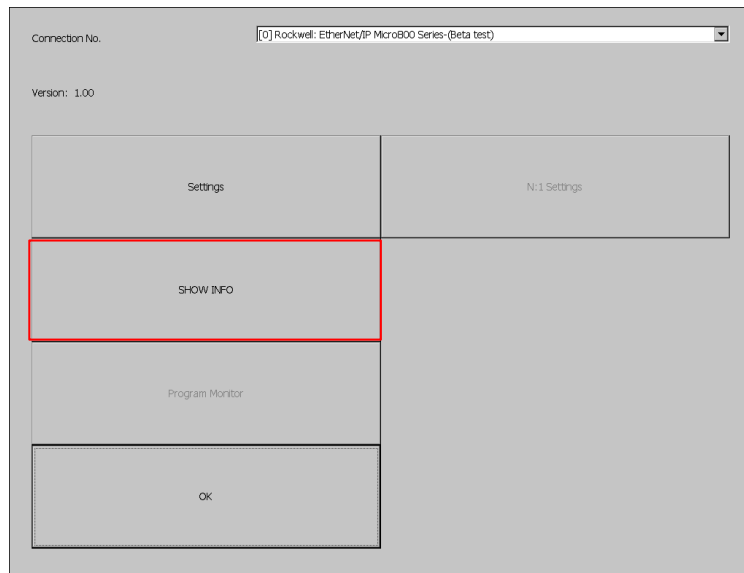 Connection No. [0] Rockwell: EtherNet/IP Micro800 Series-(Beta test)
Version: 1.00
Settings N:1 Settings
SHOW INFO
Program Monitor
OK